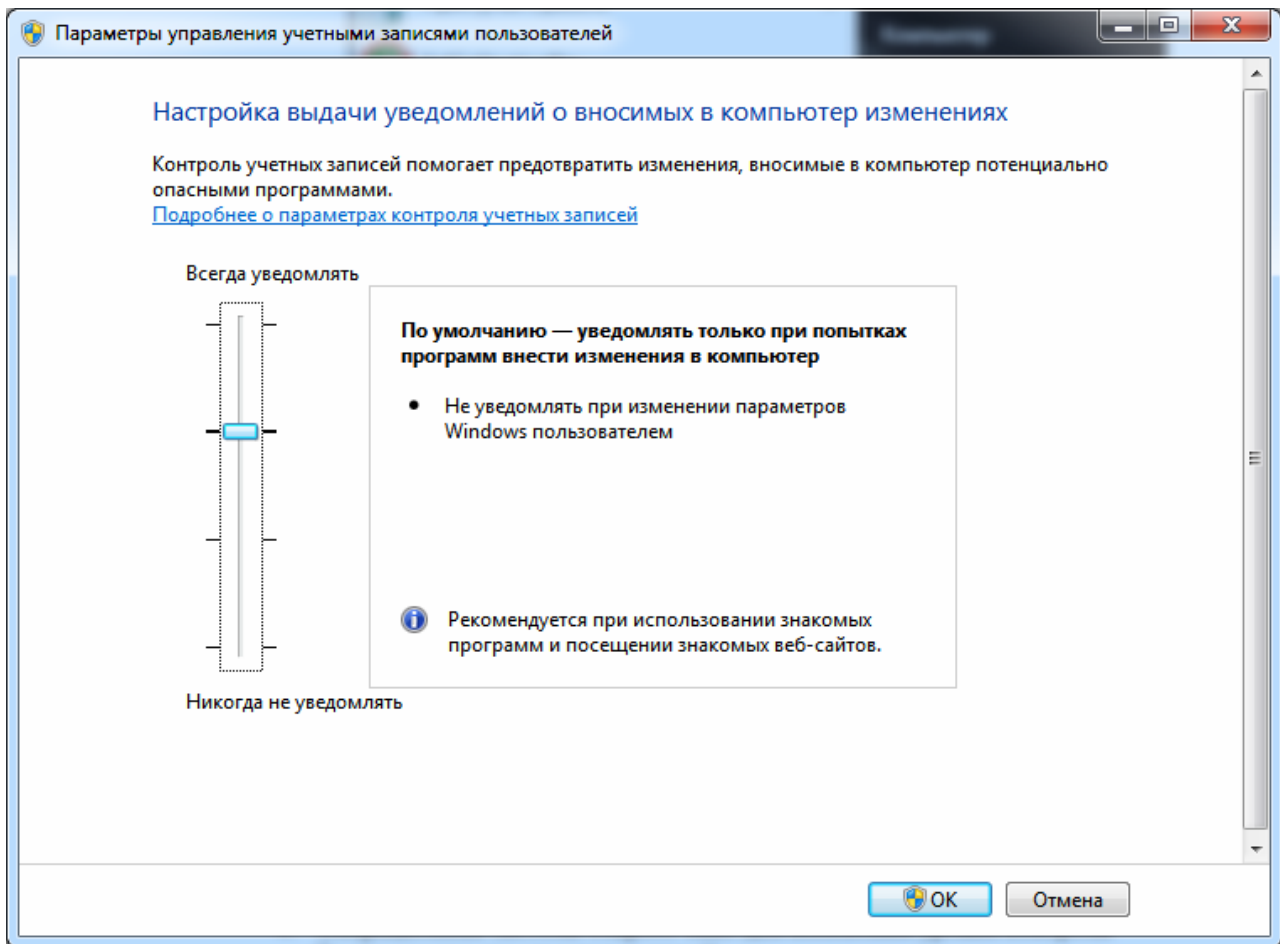 Параметры управления учетными записями пользователей
Настройка выдачи уведомлений о вносимых в компьютер изменениях
Контроль учетных записей помогает предотвратить изменения, вносимые в компьютер потенциально
опасными программами.
Подробнее о параметрах контроля учетных записей
Всегда уведомлять
По умолчанию — уведомлять только при попытках
программ внести изменения в компьютер
• Не уведомлять при изменении параметров
Windows пользователем
Рекомендуется при использовании знакомых
программ и посещении знакомых веб-сайтов.
Никогда не уведомлять
OK
Отмена